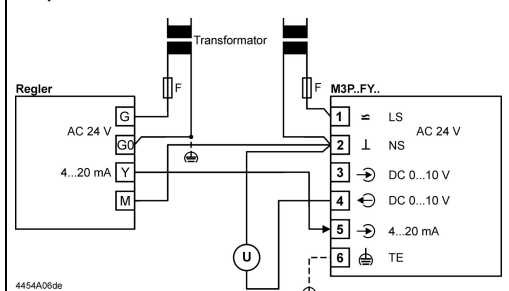 Transformator
F
F
Regler
M3P..FY..
G
1
LS
AC 24 V
AC 24 V
G0
2
⊥
NS
4...20 mA
Y
3
DC 0...10 V
M
4
DC 0...10 V
5
4...20 mA
U
6
TE
4454A06de